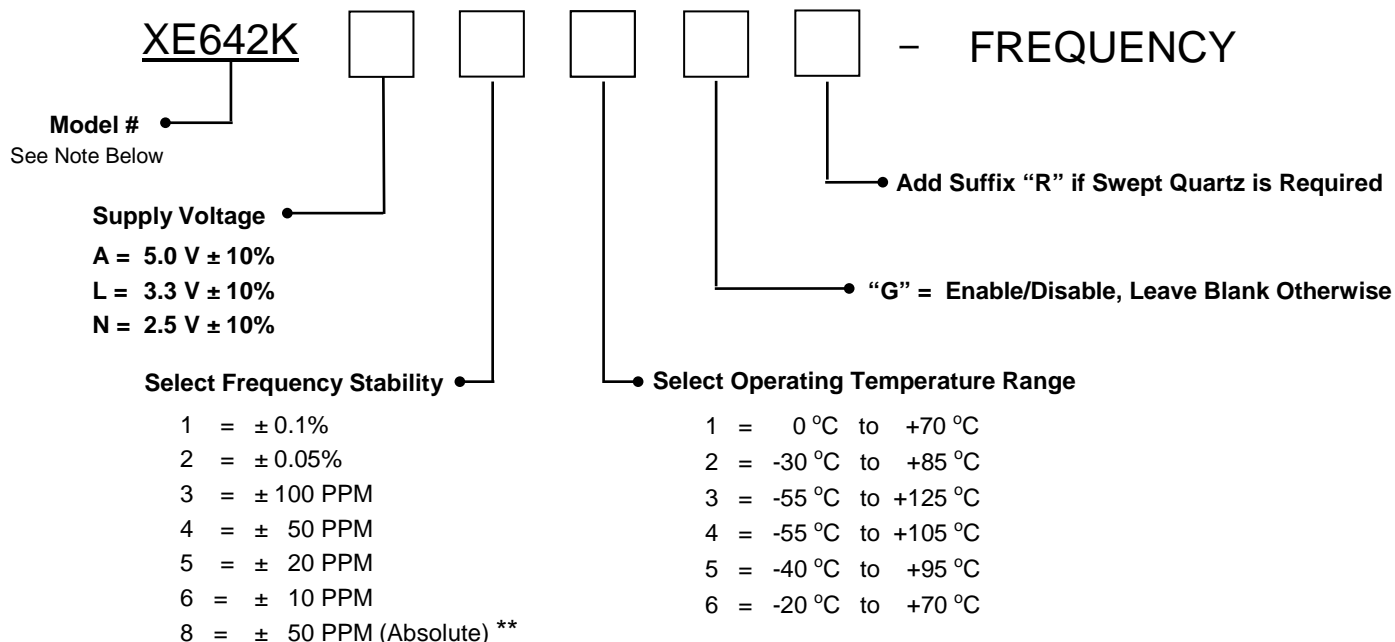 XE642K – FREQUENCY
Model #
See Note Below
Add Suffix “R” if Swept Quartz is Required
Supply Voltage
A = 5.0 V ± 10%
L = 3.3 V ± 10%
N = 2.5 V ± 10%
“G” = Enable/Disable, Leave Blank Otherwise
Select Frequency Stability
1 = ± 0.1%
2 = ± 0.05%
3 = ± 100 PPM
4 = ± 50 PPM
5 = ± 20 PPM
6 = ± 10 PPM
8 = ± 50 PPM (Absolute) **
Select Operating Temperature Range
1 = 0 °C to +70 °C
2 = -30 °C to +85 °C
3 = -55 °C to +125 °C
4 = -55 °C to +105 °C
5 = -40 °C to +95 °C
6 = -20 °C to +70 °C